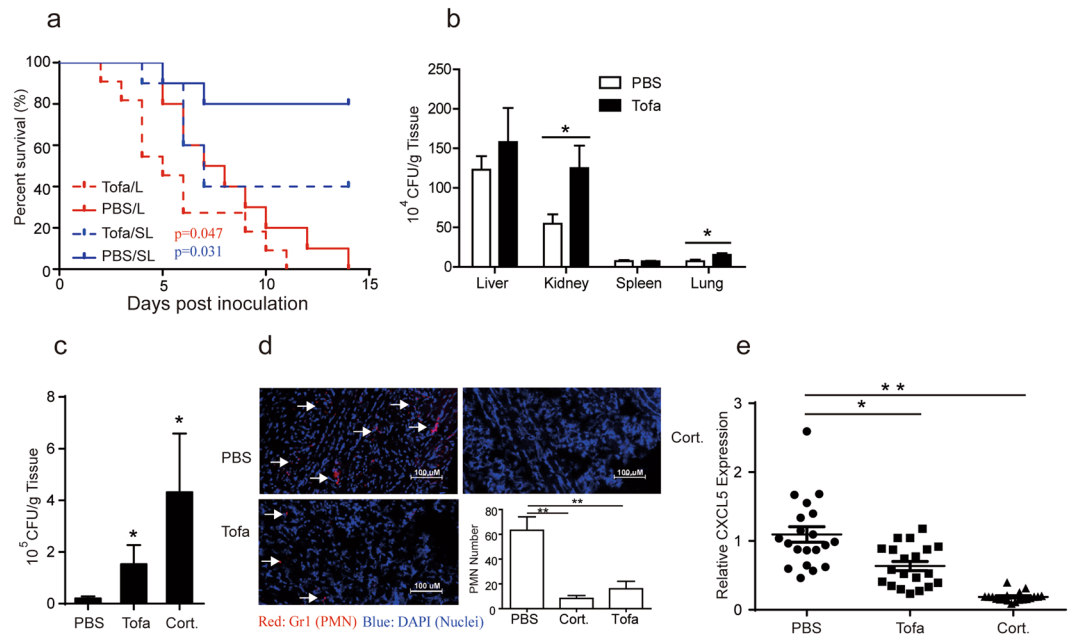 a
Percent survival (%)
100
80
60
40
20
0
Tofa/L
PBS/L
Tofa/SL
PBS/SL
p=0.047
p=0.031
0 5 10 15
Days post inoculation
b
10⁴ CFU/g Tissue
250
200
150
100
50
0
PBS
Tofa
*
*
Liver Kidney Spleen Lung
c
10⁵ CFU/g Tissue
8
6
4
2
0
*
*
PBS Tofa Cort.
d
PBS
100 uM
100 uM
Cort.
Tofa
100 uM
PMN Number
80
60
40
20
0
**
**
PBS Cort. Tofa
Red: Gr1 (PMN) Blue: DAPI (Nuclei)
e
Relative CXCL5 Expression
3
2
1
0
* *
*
PBS Tofa Cort.